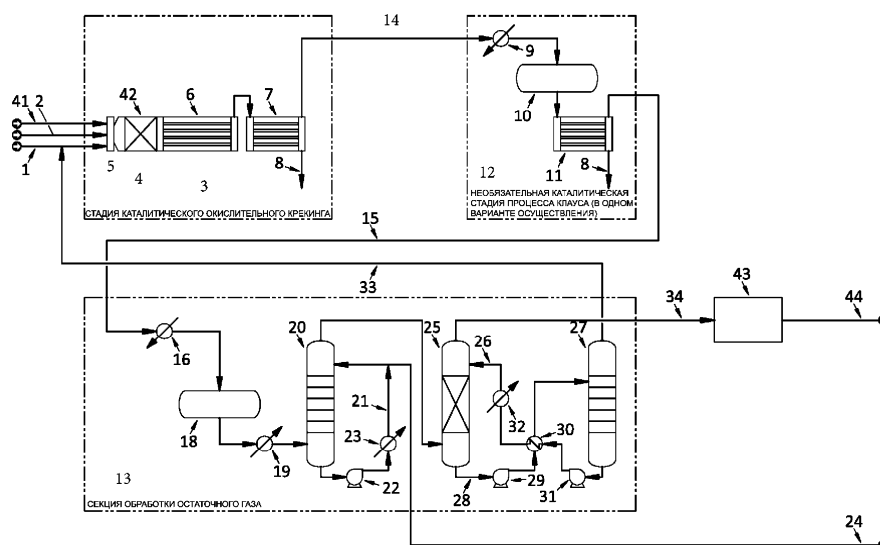 14
41 2 42 6 7 9
10
1 5 4 3 8 12 11 8
СТАДИЯ КАТАЛИТИЧЕСКОГО ОКИСЛИТЕЛЬНОГО КРЕКИНГА
НЕОБЯЗАТЕЛЬНАЯ КАТАЛИТИЧЕСКАЯ
СТАДИЯ ПРОЦЕССА КЛАУСА (В ОДНОМ
ВАРИАНТЕ ОСУЩЕСТВЛЕНИЯ)
15
33
43
16 20 25 26 27 34 44
21 32
18 19 23 30
13 22 28 29 31
СЕКЦИЯ ОБРАБОТКИ ОСТАТОЧНОГО ГАЗА
24